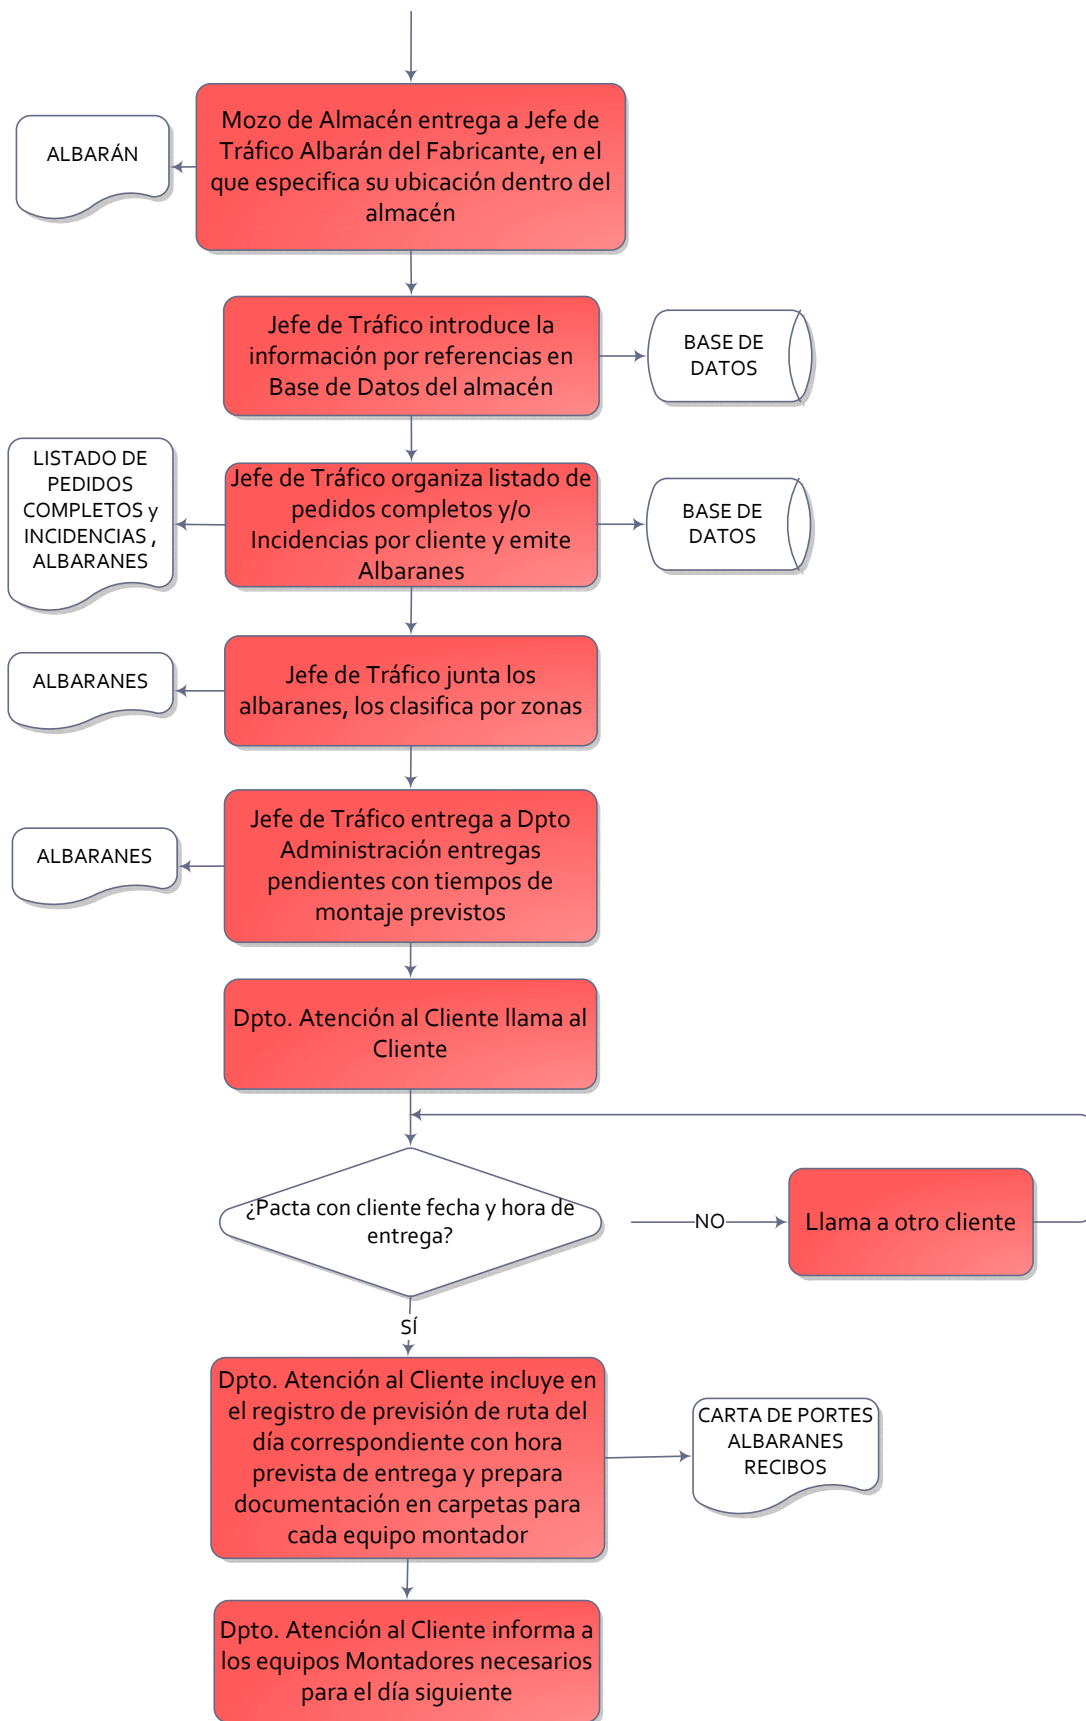 Mozo de Almacén entrega a Jefe de
Tráfico Albarán del Fabricante, en el
que especifica su ubicación dentro del
almacén
ALBARÁN
Jefe de Tráfico introduce la
información por referencias en
Base de Datos del almacén
BASE DE
DATOS
LISTADO DE
PEDIDOS
COMPLETOS y
INCIDENCIAS ,
ALBARANES
Jefe de Tráfico organiza listado de
pedidos completos y/o
Incidencias por cliente y emite
Albaranes
BASE DE
DATOS
ALBARANES
Jefe de Tráfico junta los
albaranes, los clasifica por zonas
ALBARANES
Jefe de Tráfico entrega a Dpto
Administración entregas
pendientes con tiempos de
montaje previstos
Dpto. Atención al Cliente llama al
Cliente
¿Pacta con cliente fecha y hora de
entrega?
NO
Llama a otro cliente
SÍ
Dpto. Atención al Cliente incluye en
el registro de previsión de ruta del
día correspondiente con hora
prevista de entrega y prepara
documentación en carpetas para
cada equipo montador
CARTA DE PORTES
ALBARANES
RECIBOS
Dpto. Atención al Cliente informa a
los equipos Montadores necesarios
para el día siguiente